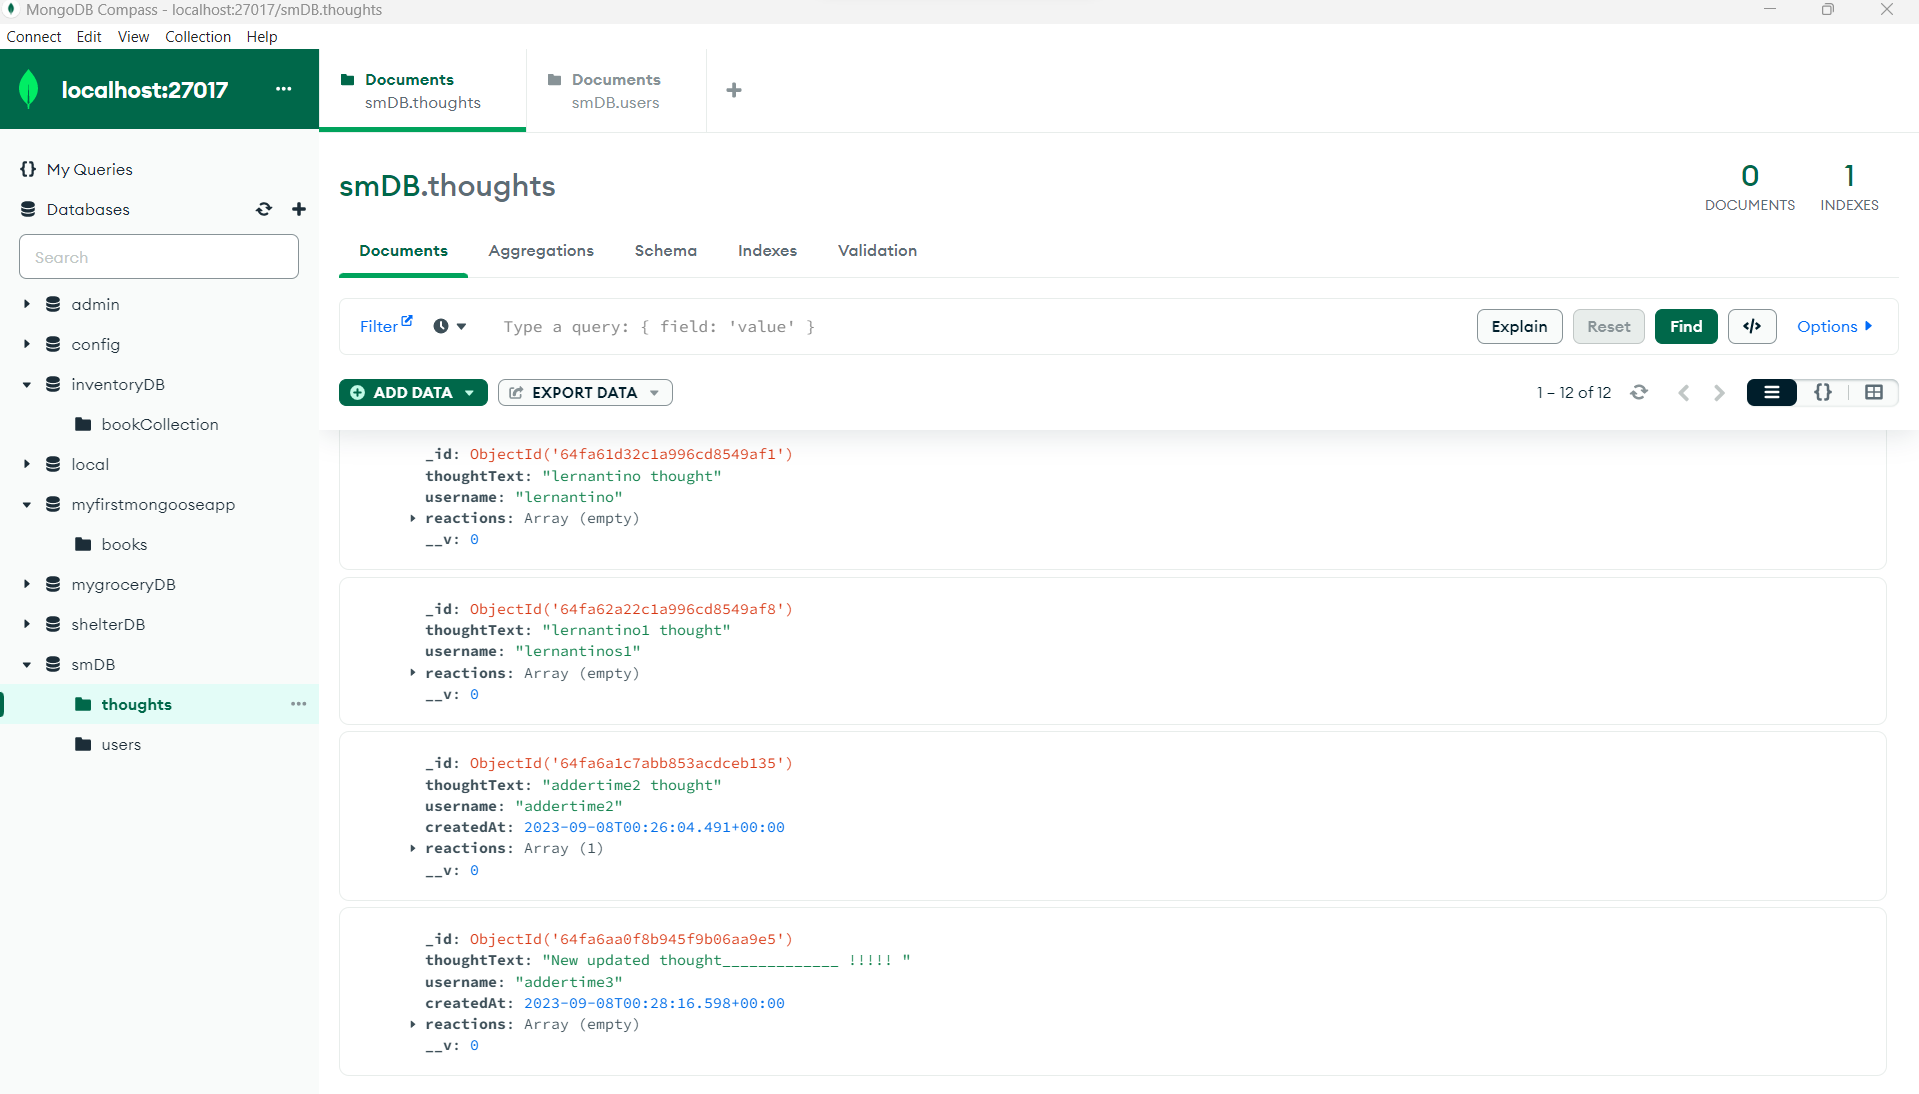 MongoDB Compass - localhost:27017/smDB.thoughts
Connect Edit View Collection Help
localhost:27017 ...
Documents
smDB.thoughts
Documents
smDB.users
+
{} My Queries
Databases
Search
admin
config
inventoryDB
bookCollection
local
myfirstmongooseapp
books
mygroceryDB
shelterDB
smDB
thoughts ...
users
smDB.thoughts
0
DOCUMENTS
1
INDEXES
Documents Aggregations Schema Indexes Validation
Filter Type a query: { field: 'value' } Explain Reset Find </> Options
ADD DATA EXPORT DATA 1 – 12 of 12 {}
_id: ObjectId('64fa61d32c1a996cd8549af1')
thoughtText: "lernantino thought"
username: "lernantino"
reactions: Array (empty)
__v: 0
_id: ObjectId('64fa62a22c1a996cd8549af8')
thoughtText: "lernantino1 thought"
username: "lernantinos1"
reactions: Array (empty)
__v: 0
_id: ObjectId('64fa6a1c7abb853acdceb135')
thoughtText: "addertime2 thought"
username: "addertime2"
createdAt: 2023-09-08T00:26:04.491+00:00
reactions: Array (1)
__v: 0
_id: ObjectId('64fa6aa0f8b945f9b06aa9e5')
thoughtText: "New updated thought_____________ !!!!! "
username: "addertime3"
createdAt: 2023-09-08T00:28:16.598+00:00
reactions: Array (empty)
__v: 0